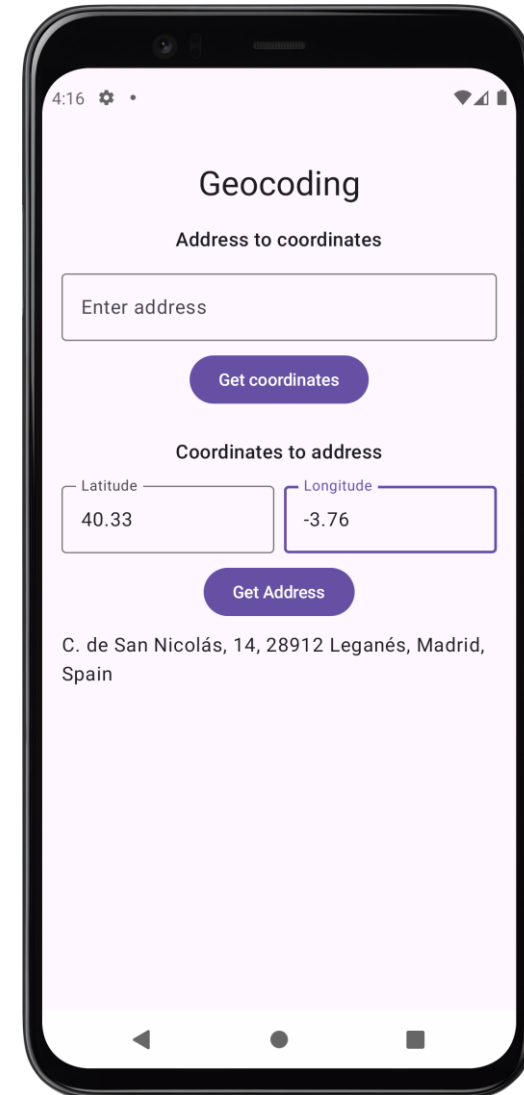 4:16
Geocoding
Address to coordinates
Enter address
Get coordinates
Coordinates to address
Latitude Longitude
40.33 -3.76
Get Address
C. de San Nicolás, 14, 28912 Leganés, Madrid,
Spain